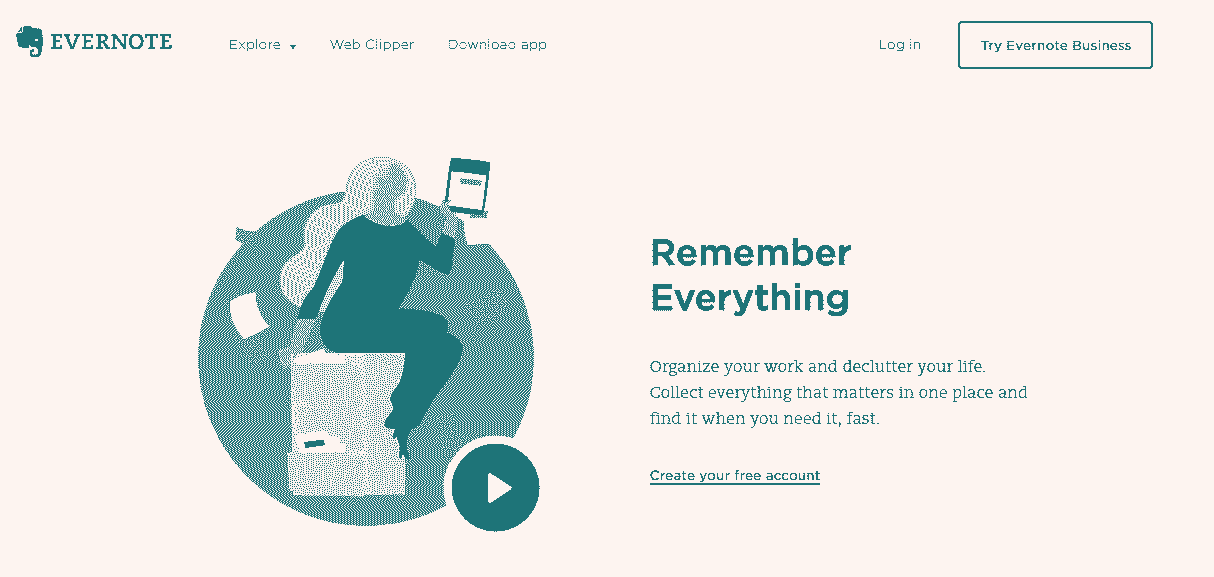 EVERNOTE
Explore
Web Clipper
Download app
Log in
Try Evernote Business
Remember
Everything
Organize your work and declutter your life.
Collect everything that matters in one place and
find it when you need it, fast.
Create your free account